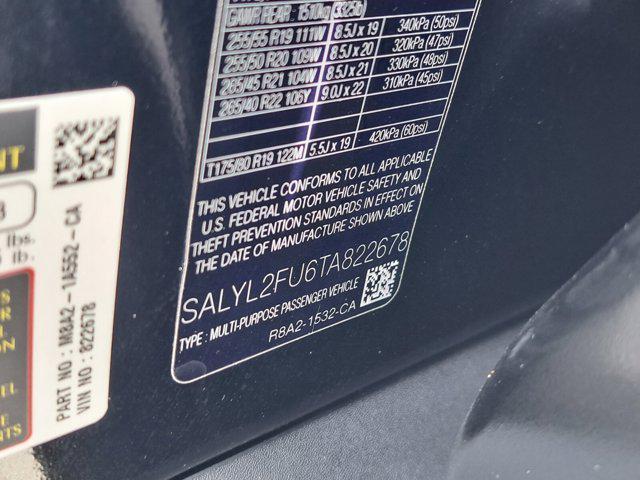 GAWR REAR: 1510kg (3325lb)
255/55 R19 111W 8.5J x 19 340kPa (50psi)
255/50 R20 109W 8.5J x 20 320kPa (47psi)
265/45 R21 104W 8.5J x 21 330kPa (48psi)
265/40 R22 106Y 9.0J x 22 310kPa (45psi)
T175/80 R19 122M 5.5J x 19 420kPa (60psi)
THIS VEHICLE CONFORMS TO ALL APPLICABLE
U.S. FEDERAL MOTOR VEHICLE SAFETY AND
THEFT PREVENTION STANDARDS IN EFFECT ON
THE DATE OF MANUFACTURE SHOWN ABOVE
SALYL2FU6TA822678
TYPE : MULTI-PURPOSE PASSENGER VEHICLE
R8A2-1532-CA
lbs.
lb.
PART NO : M8A2-1A552-CA
VIN NO : 822678